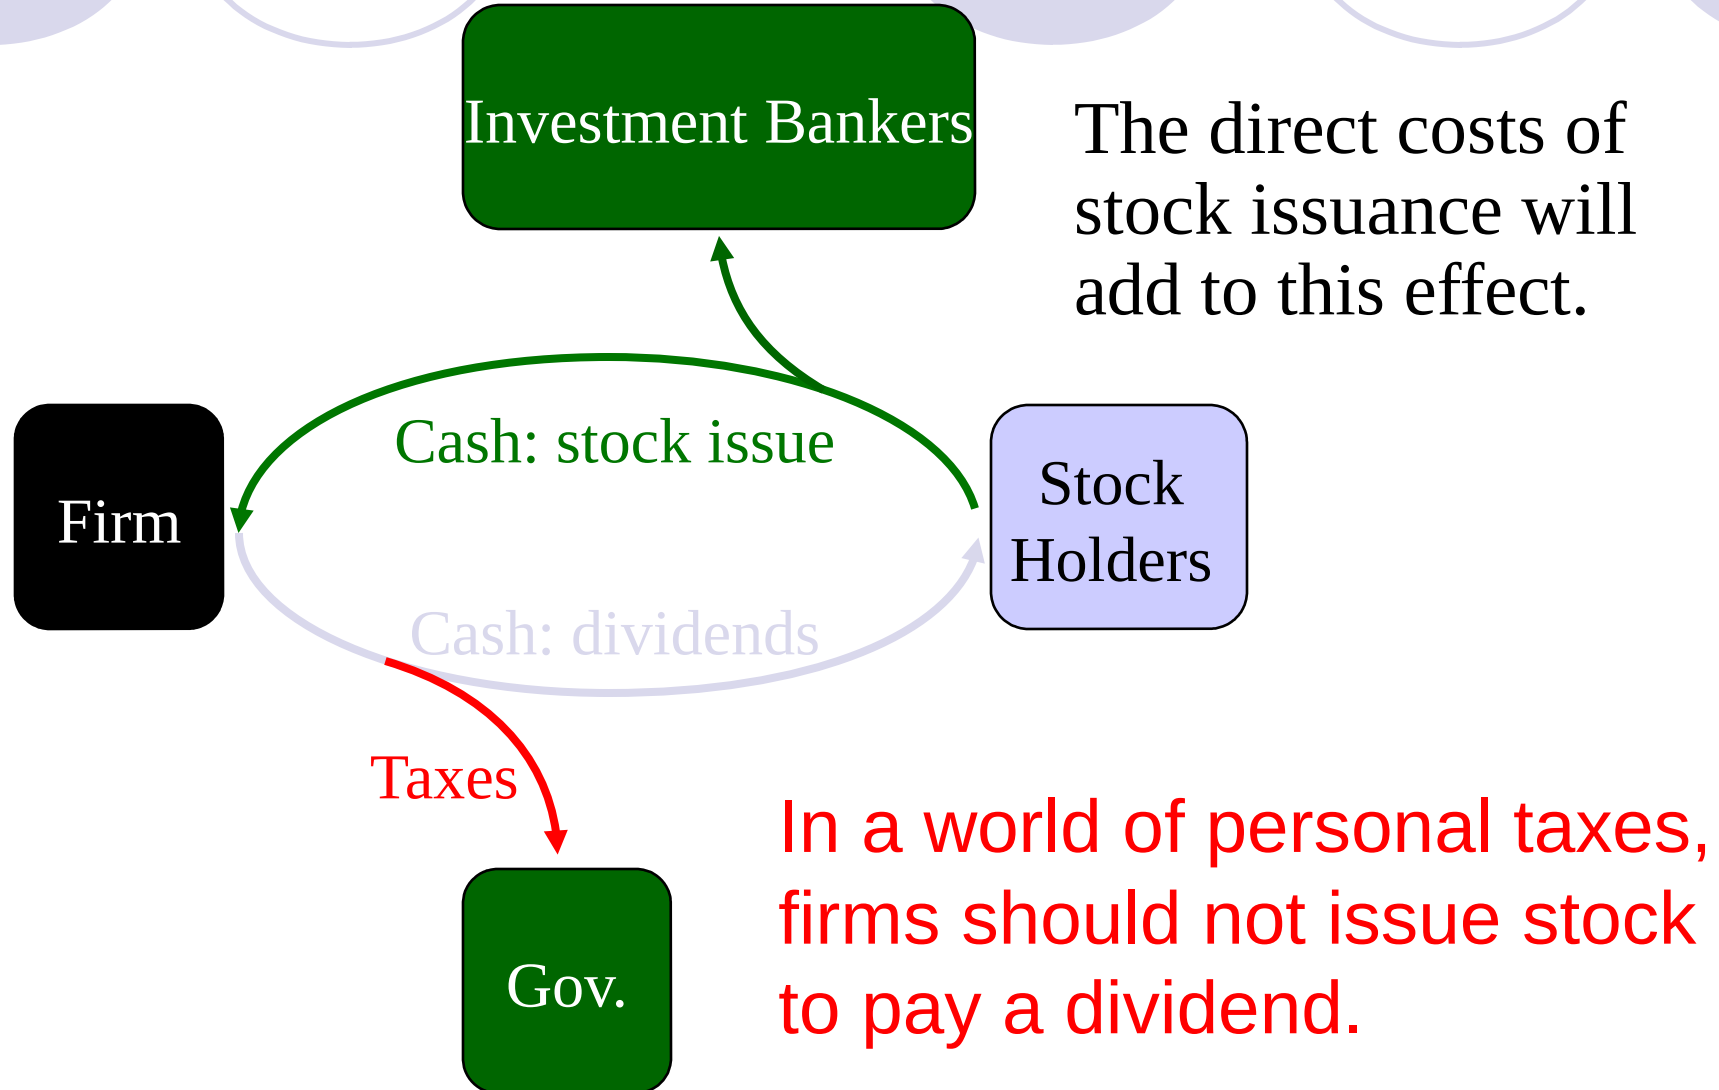 Investment Bankers
The direct costs of
stock issuance will
add to this effect.
Cash: stock issue
Firm
Stock
Holders
Cash: dividends
Taxes
In a world of personal taxes,
firms should not issue stock
to pay a dividend.
Gov.